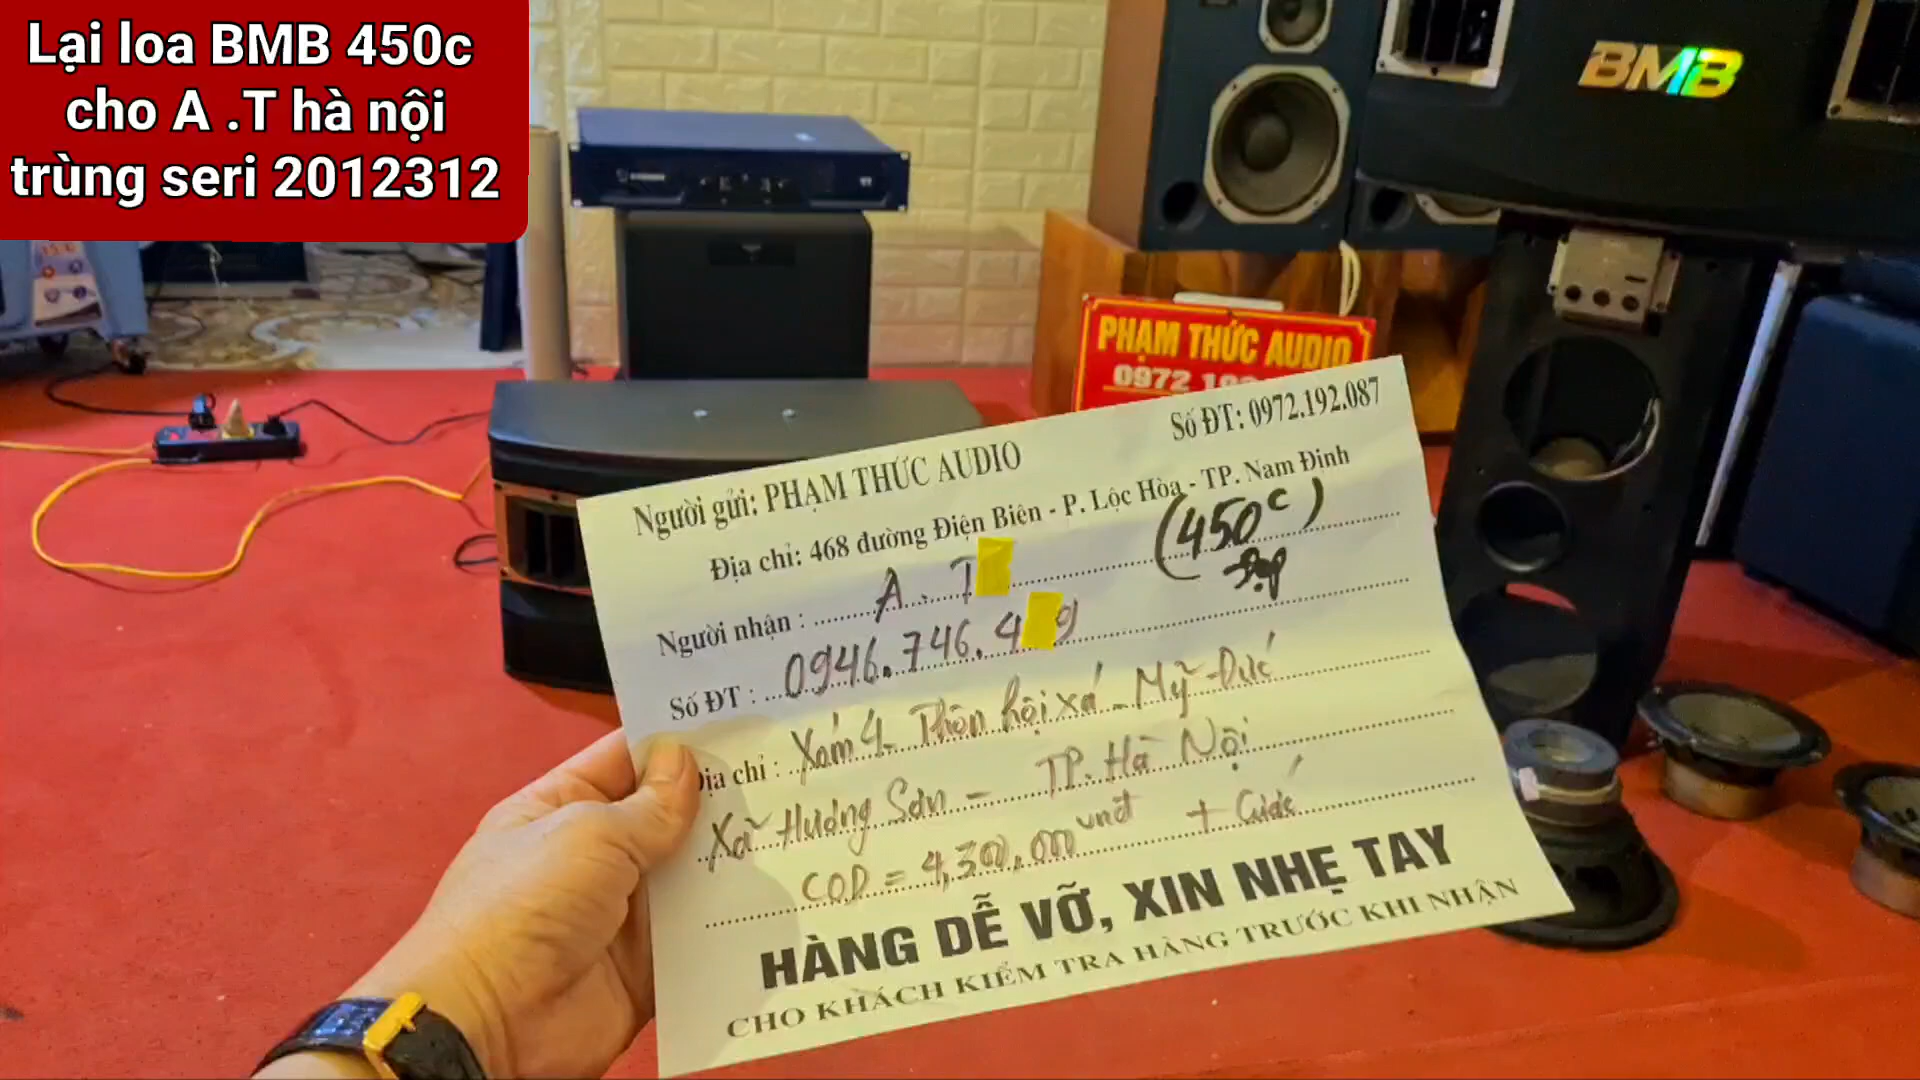 Lại loa BMB 450c
cho A .T hà nội
trùng seri 2012312
BMB
PHẠM THỨC AUDIO
0972
Người gửi: PHẠM THỨC AUDIO
Số ĐT: 0972.192.087
Địa chỉ: 468 đường Điện Biên - P. Lộc Hòa - TP. Nam Định
(450c)
Đẹp
Người nhận : A. T
Số ĐT : 0946.746.4 9
Địa chỉ : Xóm 4 Thôn hội xá - Mỹ Đức
Xã Hương Sơn - TP. Hà Nội
COD = 4,300.000 vnđ + Cước
HÀNG DỄ VỠ, XIN NHẸ TAY
CHO KHÁCH KIỂM TRA HÀNG TRƯỚC KHI NHẬN